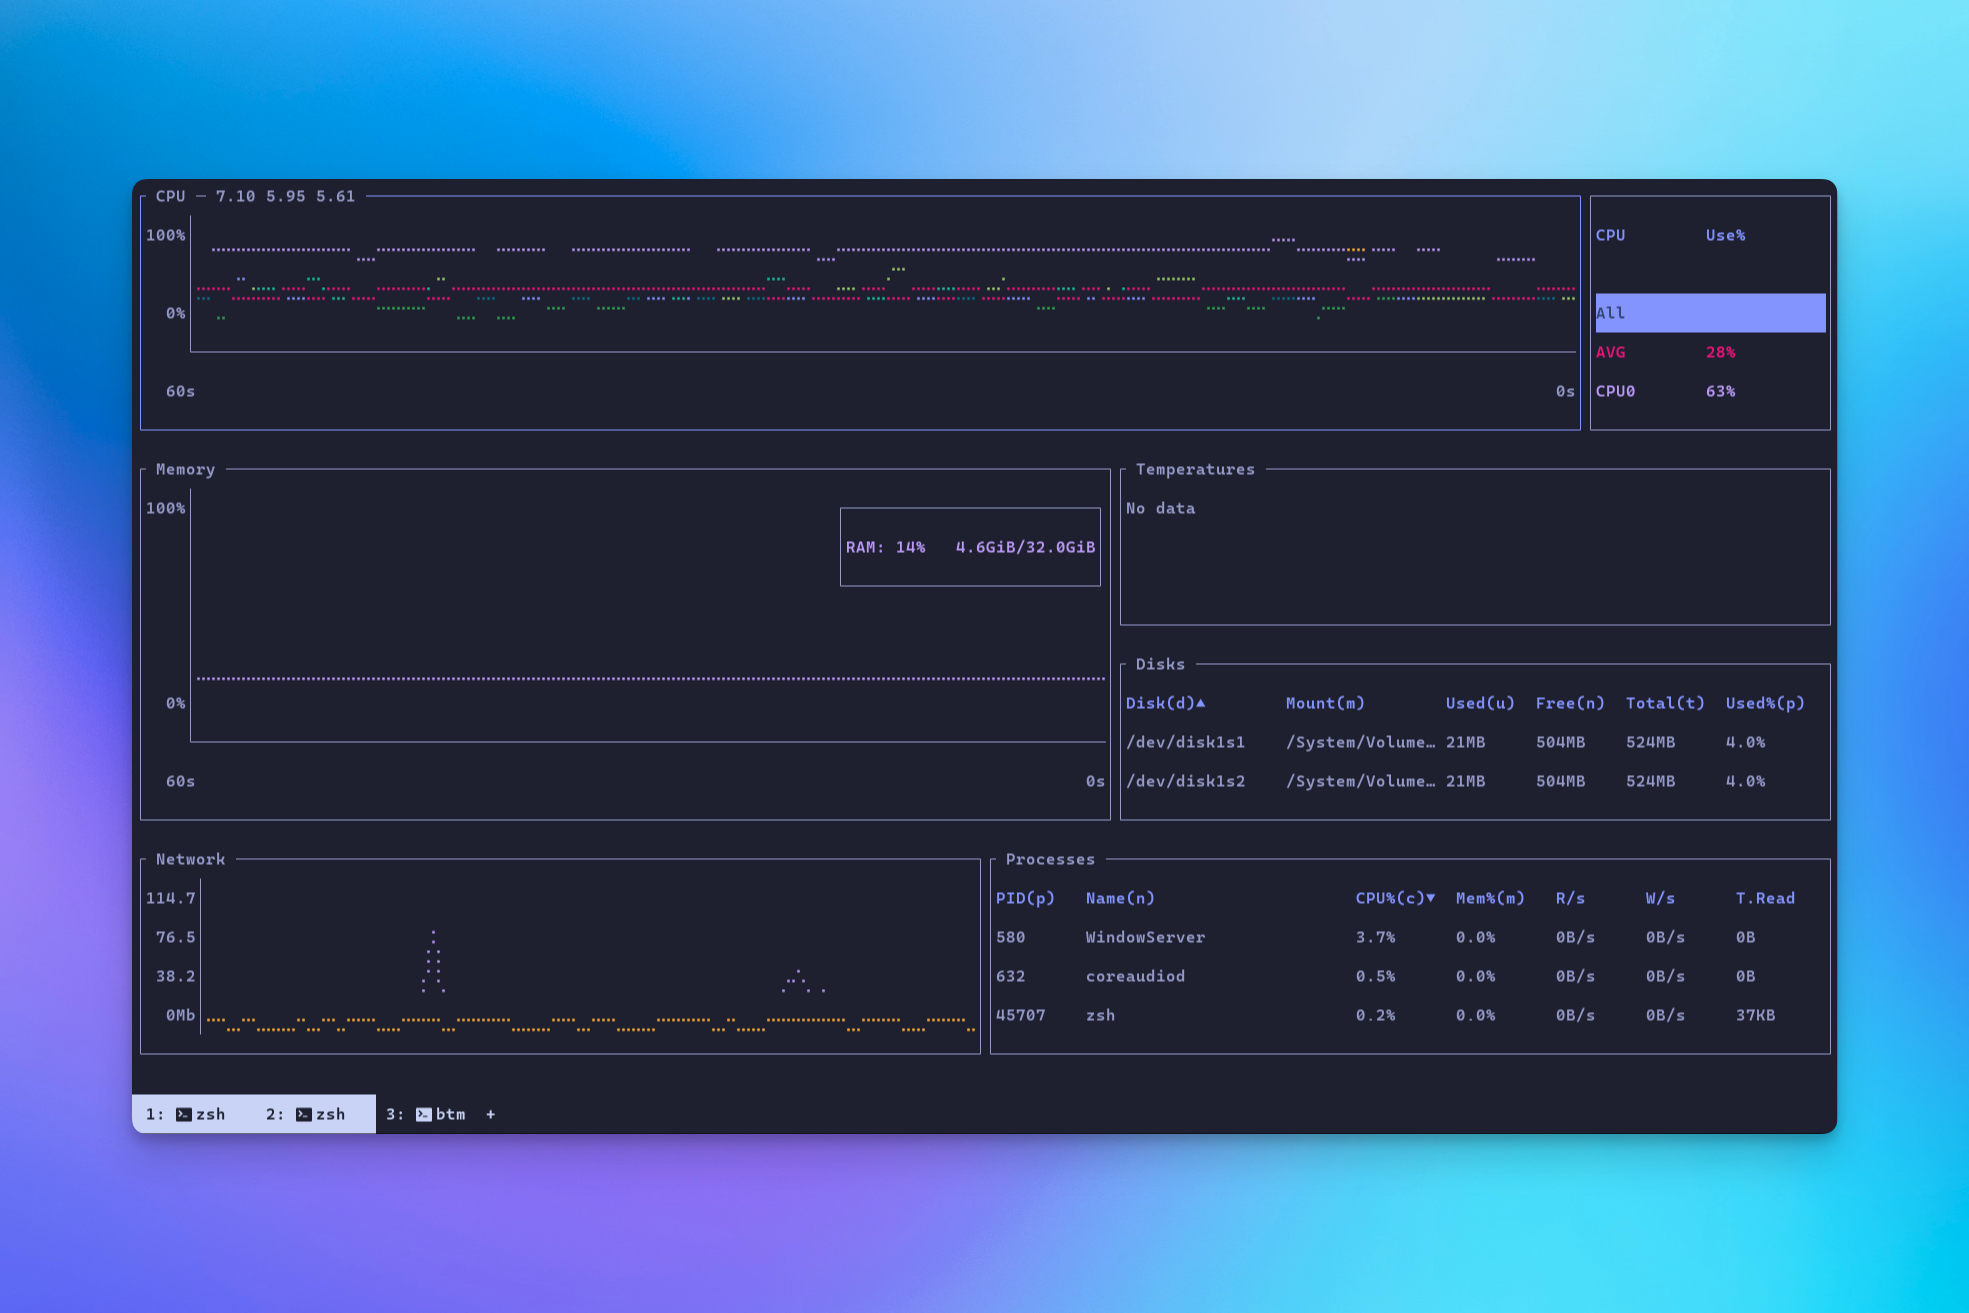 CPU — 7.10 5.95 5.61
100%
0%
60s 0s
CPU Use%
All
AVG 28%
CPU0 63%
Memory
100%
RAM: 14% 4.6GiB/32.0GiB
0%
60s 0s
Temperatures
No data
Disks
Disk(d)▲ Mount(m) Used(u) Free(n) Total(t) Used%(p)
/dev/disk1s1 /System/Volume… 21MB 504MB 524MB 4.0%
/dev/disk1s2 /System/Volume… 21MB 504MB 524MB 4.0%
Network
114.7
76.5
38.2
0Mb
Processes
PID(p) Name(n) CPU%(c)▼ Mem%(m) R/s W/s T.Read
580 WindowServer 3.7% 0.0% 0B/s 0B/s 0B
632 coreaudiod 0.5% 0.0% 0B/s 0B/s 0B
45707 zsh 0.2% 0.0% 0B/s 0B/s 37KB
1: zsh 2: zsh 3: btm +